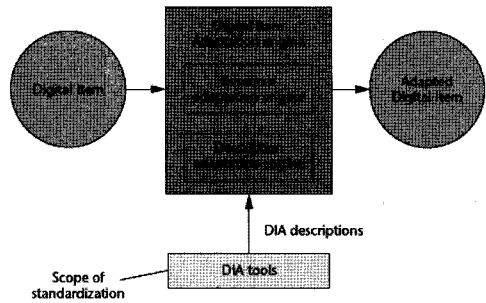 Digital Item
Digital Item
Adaptation engine
Resource
adaptation engine
Description
adaptation engine
Adapted
Digital item
DIA descriptions
DIA tools
Scope of
standardization